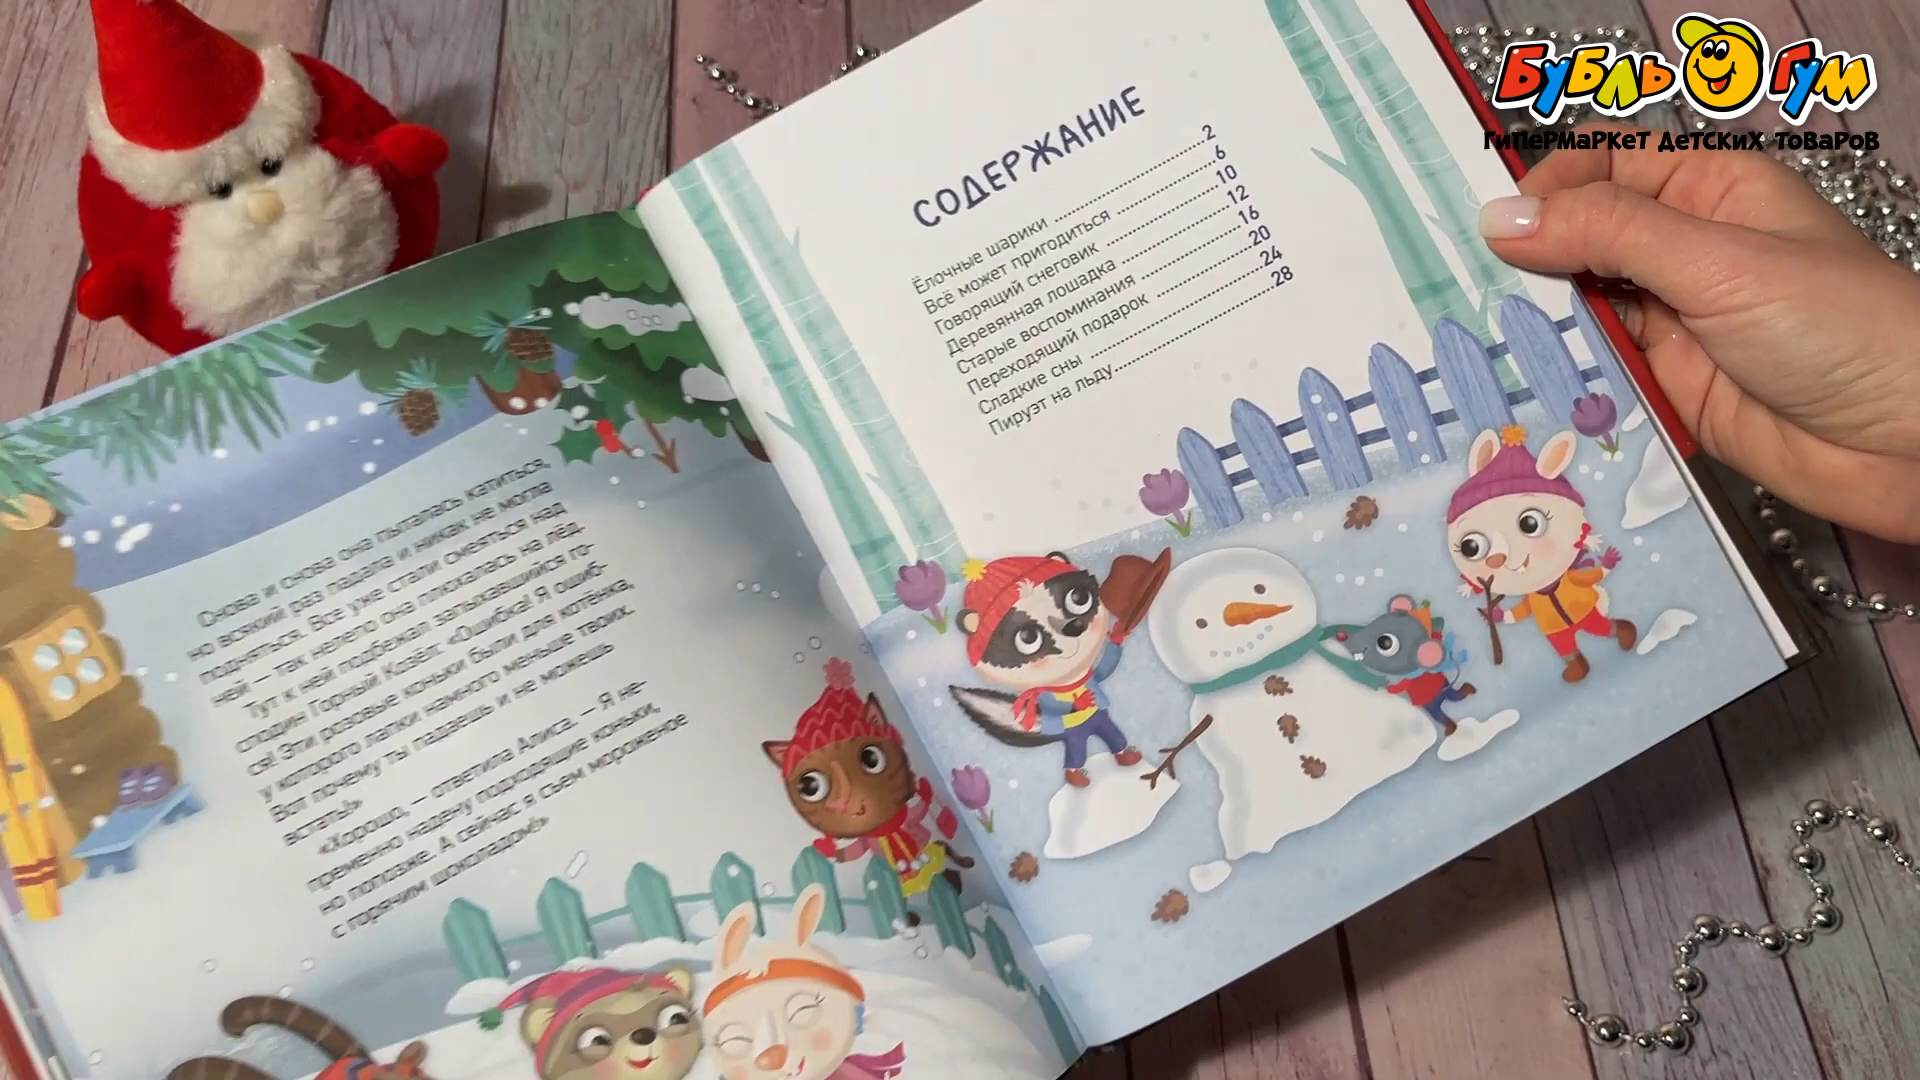 Бубль Гум
гипермаркет детских товаров
Снова и снова она пыталась катиться,
но всякий раз падала и никак не могла
подняться. Все уже стали смеяться над
ней – так нелепо она плюхалась на лёд.
Тут к ней подбежал запыхавшийся го-
сподин Горный Козёл: «Ошибка! Я ошиб-
ся! Эти розовые коньки были для котёнка,
у которого лапки намного меньше твоих.
Вот почему ты падаешь и не можешь
встать!»
«Хорошо, – ответила Алиса. – Я не-
пременно надену подходящие коньки,
но попозже. А сейчас я съем мороженое
с горячим шоколадом!»
СОДЕРЖАНИЕ
Ёлочные шарики ........................ 2
Всё может пригодиться ................ 6
Говорящий снеговик .................... 10
Деревянная лошадка .................... 12
Старые воспоминания .................. 16
Переходящий подарок .................. 20
Сладкие сны ............................ 24
Пируэт на льду.......................... 28